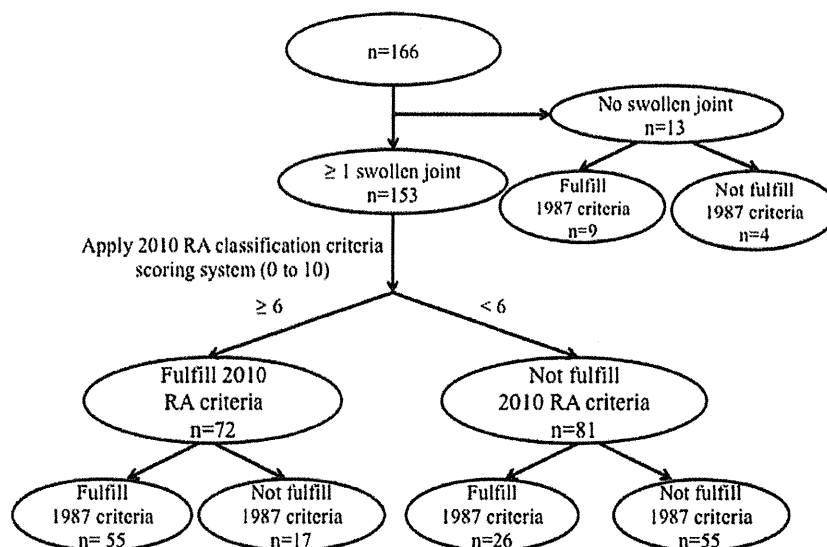 n=166
No swollen joint
n=13
≥ 1 swollen joint
n=153
Fulfill
1987 criteria
n=9
Not fulfill
1987 criteria
n=4
Apply 2010 RA classification criteria
scoring system (0 to 10)
≥ 6
< 6
Fulfill 2010
RA criteria
n=72
Not fulfill
2010 RA criteria
n=81
Fulfill
1987 criteria
n= 55
Not fulfill
1987 criteria
n=17
Fulfill
1987 criteria
n=26
Not fulfill
1987 criteria
n=55